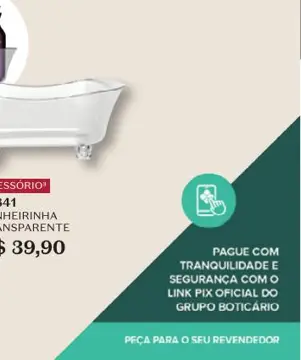 ESSÓRIO³
341
NHEIRINHA
ANSPARENTE
$ 39,90
PAGUE COM
TRANQUILIDADE E
SEGURANÇA COM O
LINK PIX OFICIAL DO
GRUPO BOTICÁRIO
PEÇA PARA O SEU REVENDEDOR